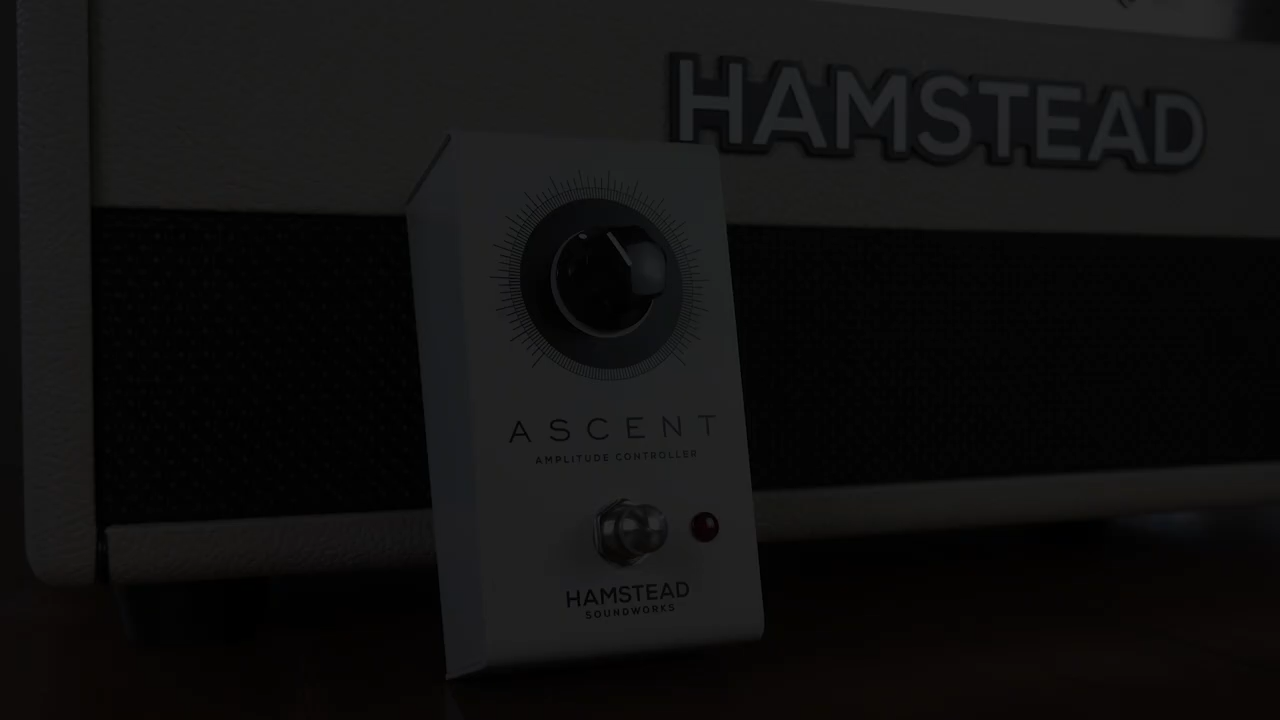 HAMSTEAD
ASCENT
AMPLITUDE CONTROLLER
HAMSTEAD
SOUNDWORKS